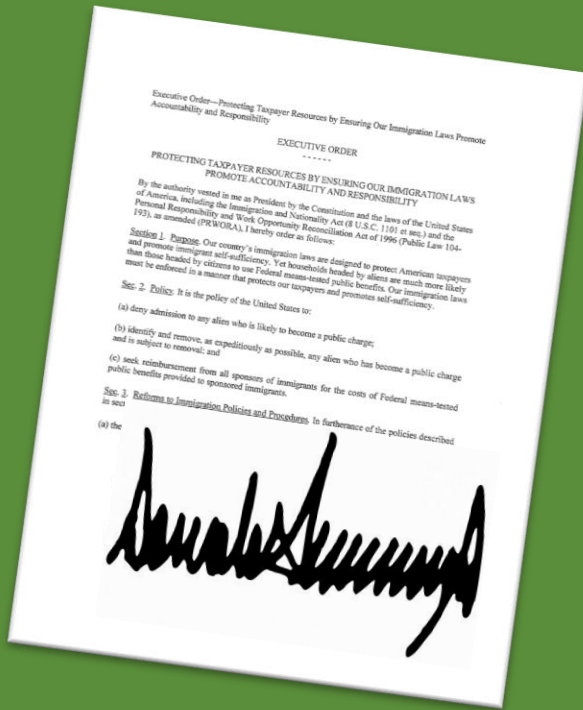 Executive Order—Protecting Taxpayer Resources by Ensuring Our Immigration Laws Promote
Accountability and Responsibility
EXECUTIVE ORDER
- - - - - -
PROTECTING TAXPAYER RESOURCES BY ENSURING OUR IMMIGRATION LAWS
PROMOTE ACCOUNTABILITY AND RESPONSIBILITY
By the authority vested in me as President by the Constitution and the laws of the United States
of America, including the Immigration and Nationality Act (8 U.S.C. 1101 et seq.) and the
Personal Responsibility and Work Opportunity Reconciliation Act of 1996 (Public Law 104-
193), as amended (PRWORA), I hereby order as follows:
Section 1. Purpose. Our country's immigration laws are designed to protect American taxpayers
and promote immigrant self-sufficiency. Yet households headed by aliens are much more likely
than those headed by citizens to use Federal means-tested public benefits. Our immigration laws
must be enforced in a manner that protects our taxpayers and promotes self-sufficiency.
Sec. 2. Policy. It is the policy of the United States to:
(a) deny admission to any alien who is likely to become a public charge;
(b) identify and remove, as expeditiously as possible, any alien who has become a public charge
and is subject to removal; and
(c) seek reimbursement from all sponsors of immigrants for the costs of Federal means-tested
public benefits provided to sponsored immigrants.
Sec. 3. Reforms to Immigration Policies and Procedures. In furtherance of the policies described
in sect
(a) the